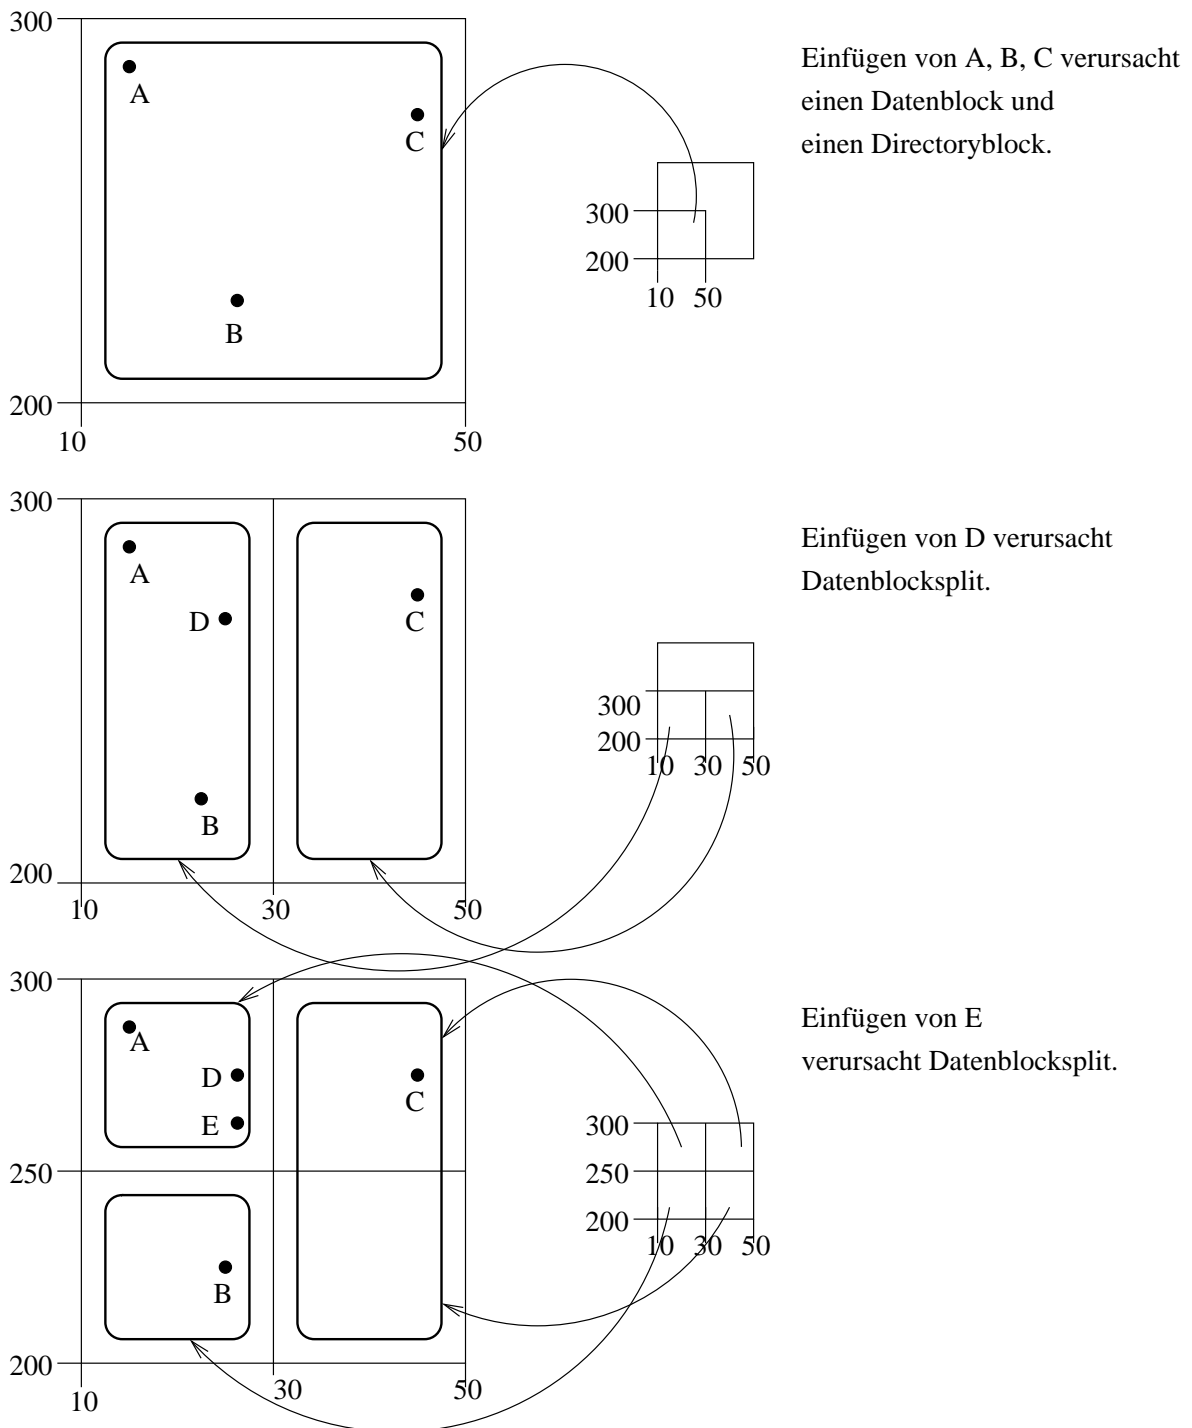 300
A
C
B
200
10
50
300
200
10 50
Einfügen von A, B, C verursacht
einen Datenblock und
einen Directoryblock.
300
A
D
C
B
200
10
30
50
300
200
10 30 50
Einfügen von D verursacht
Datenblocksplit.
300
A
D
C
E
250
B
200
10
30
50
300
250
200
10 30 50
Einfügen von E
verursacht Datenblocksplit.